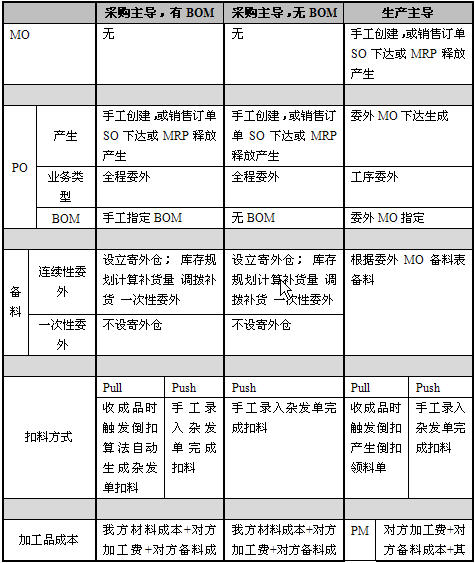 采购主导，有 BOM 采购主导，无 BOM 生产主导
MO 无 无 手工创建，或销售订单
SO 下达或 MRP 释放
产生
PO
产生 手工创建，或销售订单 手工创建，或销售订 委外 MO 下达生成
SO 下达或 MRP 释放 单 SO 下达或 MRP
产生 释放产生
业务类 全程委外 全程委外 工序委外
型
BOM 手工指定 BOM 无 BOM 委外 MO 指定
备料
连续性委 设立寄外仓； 库存规 设立寄外仓； 库存规 根据委外 MO 备料表
外 划计算补货量 调拨补 划计算补货量 调 备料
货 一次性委外 拨补货 一次性委外
一次性委 不设寄外仓 不设寄外仓
外
扣料方式
Pull Push Push Pull Push
收成品时 手工录 手工录入杂发单完 收成品时 手工录入
触发倒扣 入杂发 成扣料 触发倒扣 杂发单完
算法自动 单完成 产生倒扣 成扣料
生成杂发 扣料 领料单
单扣料
加工品成本 我方材料成本+对方 我方材料成本+对方 PM 对方加工费+对
加工费+对方备料成 加工费+对方备料成 方备料成本+其